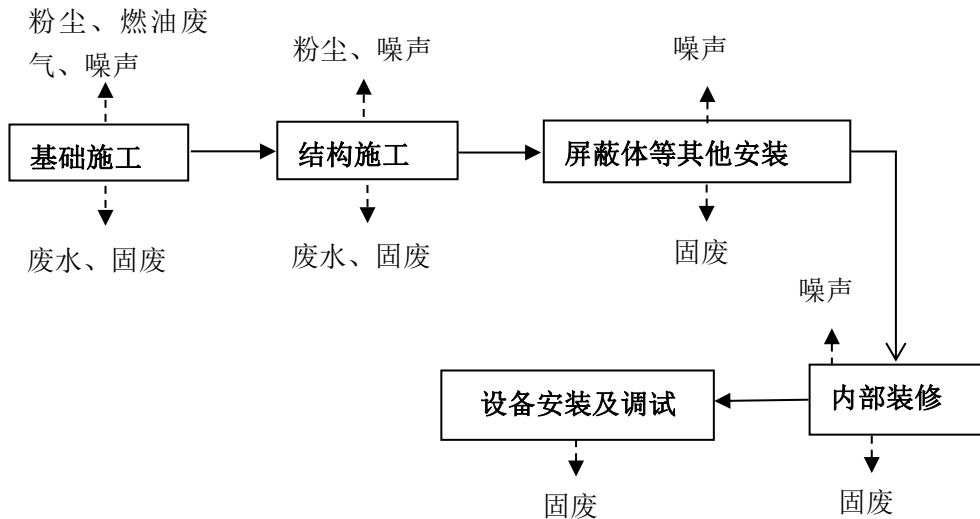 粉尘、燃油废
气、噪声
粉尘、噪声
噪声
基础施工
结构施工
屏蔽体等其他安装
废水、固废
废水、固废
固废
噪声
设备安装及调试
内部装修
固废
固废